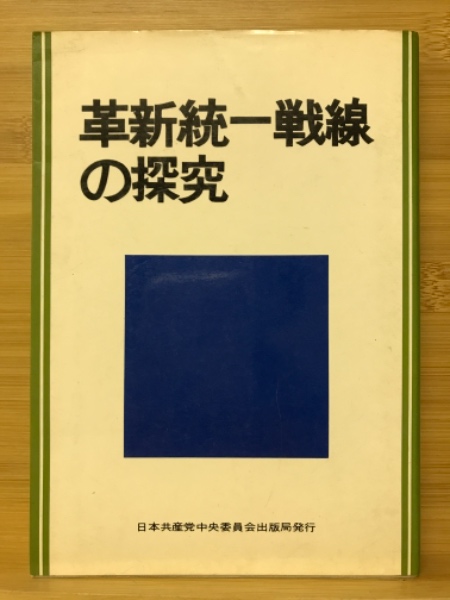 革新統一戦線
の探究
日本共産党中央委員会出版局発行